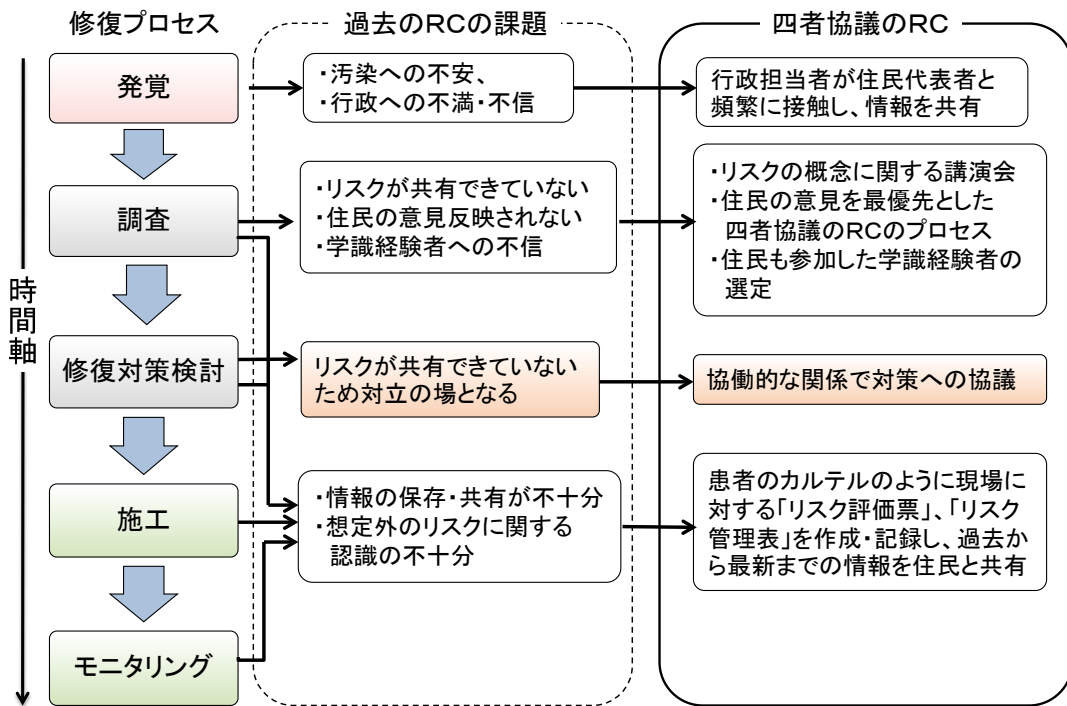 修復プロセス
過去のRCの課題
四者協議のRC
時間軸
発覚
・汚染への不安、
・行政への不満・不信
行政担当者が住民代表者と
頻繁に接触し、情報を共有
調査
・リスクが共有できていない
・住民の意見反映されない
・学識経験者への不信
・リスクの概念に関する講演会
・住民の意見を最優先とした
四者協議のRCのプロセス
・住民も参加した学識経験者の
選定
修復対策検討
リスクが共有できていない
ため対立の場となる
協働的な関係で対策への協議
施工
・情報の保存・共有が不十分
・想定外のリスクに関する
認識の不十分
患者のカルテルのように現場に
対する「リスク評価票」、「リスク
管理表」を作成・記録し、過去か
ら最新までの情報を住民と共有
モニタリング